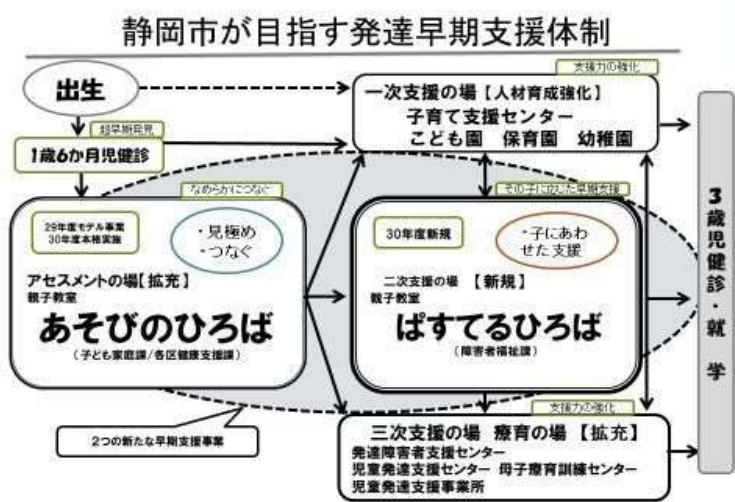 静岡市が目指す発達早期支援体制
出生
支援力の強化
一次支援の場【人材育成強化】
子育て支援センター
こども園 保育園 幼稚園
超早期発見
1歳6か月児健診
なめらかにつなぐ
29年度モデル事業
30年度本格実施
・見極め
・つなぐ
アセスメントの場【拡充】
親子教室
あそびのひろば
(子ども家庭課/各区健康支援課)
その子に応じた早期支援
30年度新規
・子にあわ
せた支援
二次支援の場 【新規】
親子教室
ぱすてるひろば
(障害者福祉課)
3歳児健診・就学
2つの新たな早期支援事業
支援力の強化
三次支援の場 療育の場 【拡充】
発達障害者支援センター
児童発達支援センター 母子療育訓練センター
児童発達支援事業所